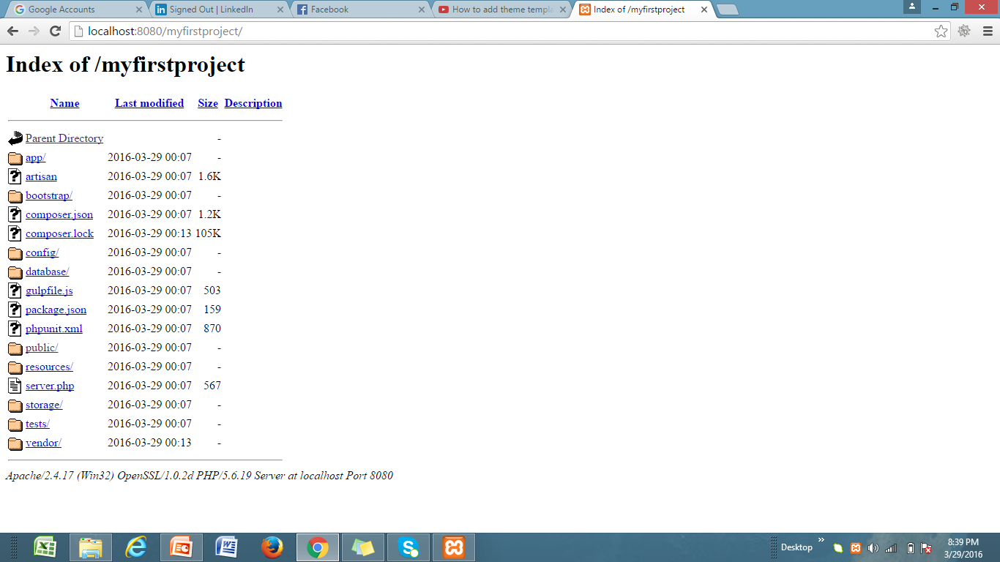 Google Accounts
Signed Out | LinkedIn
Facebook
How to add theme templa
Index of /myfirstproject
localhost:8080/myfirstproject/
Index of /myfirstproject
Name Last modified Size Description
Parent Directory -
app/ 2016-03-29 00:07 -
artisan 2016-03-29 00:07 1.6K
bootstrap/ 2016-03-29 00:07 -
composer.json 2016-03-29 00:07 1.2K
composer.lock 2016-03-29 00:13 105K
config/ 2016-03-29 00:07 -
database/ 2016-03-29 00:07 -
gulpfile.js 2016-03-29 00:07 503
package.json 2016-03-29 00:07 159
phpunit.xml 2016-03-29 00:07 870
public/ 2016-03-29 00:07 -
resources/ 2016-03-29 00:07 -
server.php 2016-03-29 00:07 567
storage/ 2016-03-29 00:07 -
tests/ 2016-03-29 00:07 -
vendor/ 2016-03-29 00:13 -
Apache/2.4.17 (Win32) OpenSSL/1.0.2d PHP/5.6.19 Server at localhost Port 8080
Desktop
8:39 PM
3/29/2016